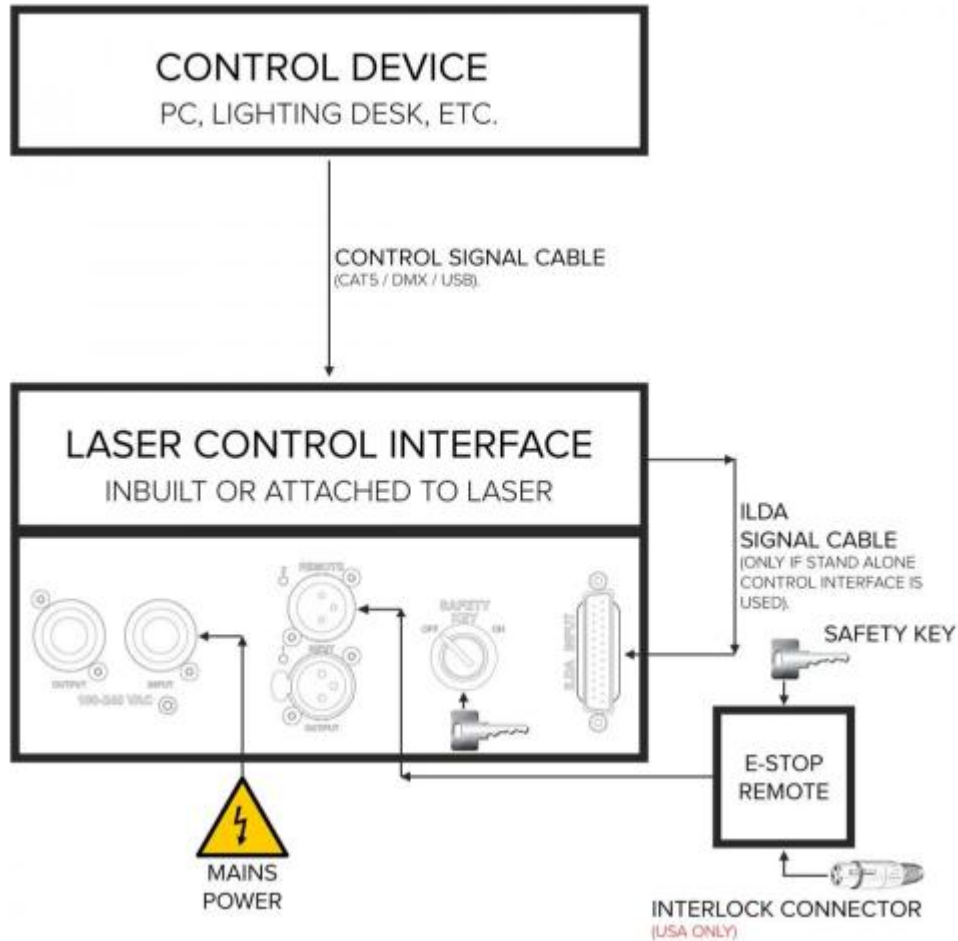 CONTROL DEVICE
PC, LIGHTING DESK, ETC.
CONTROL SIGNAL CABLE
(CAT5 / DMX / USB).
LASER CONTROL INTERFACE
INBUILT OR ATTACHED TO LASER
ILDA
SIGNAL CABLE
(ONLY IF STAND ALONE
CONTROL INTERFACE IS
USED).
REMOTE
SAFETY
KEY
OFF
ON
ILDA INPUT
OUTPUT
INPUT
100-240 VAC
OUTPUT
SAFETY KEY
E-STOP
REMOTE
MAINS
POWER
INTERLOCK CONNECTOR
(USA ONLY)